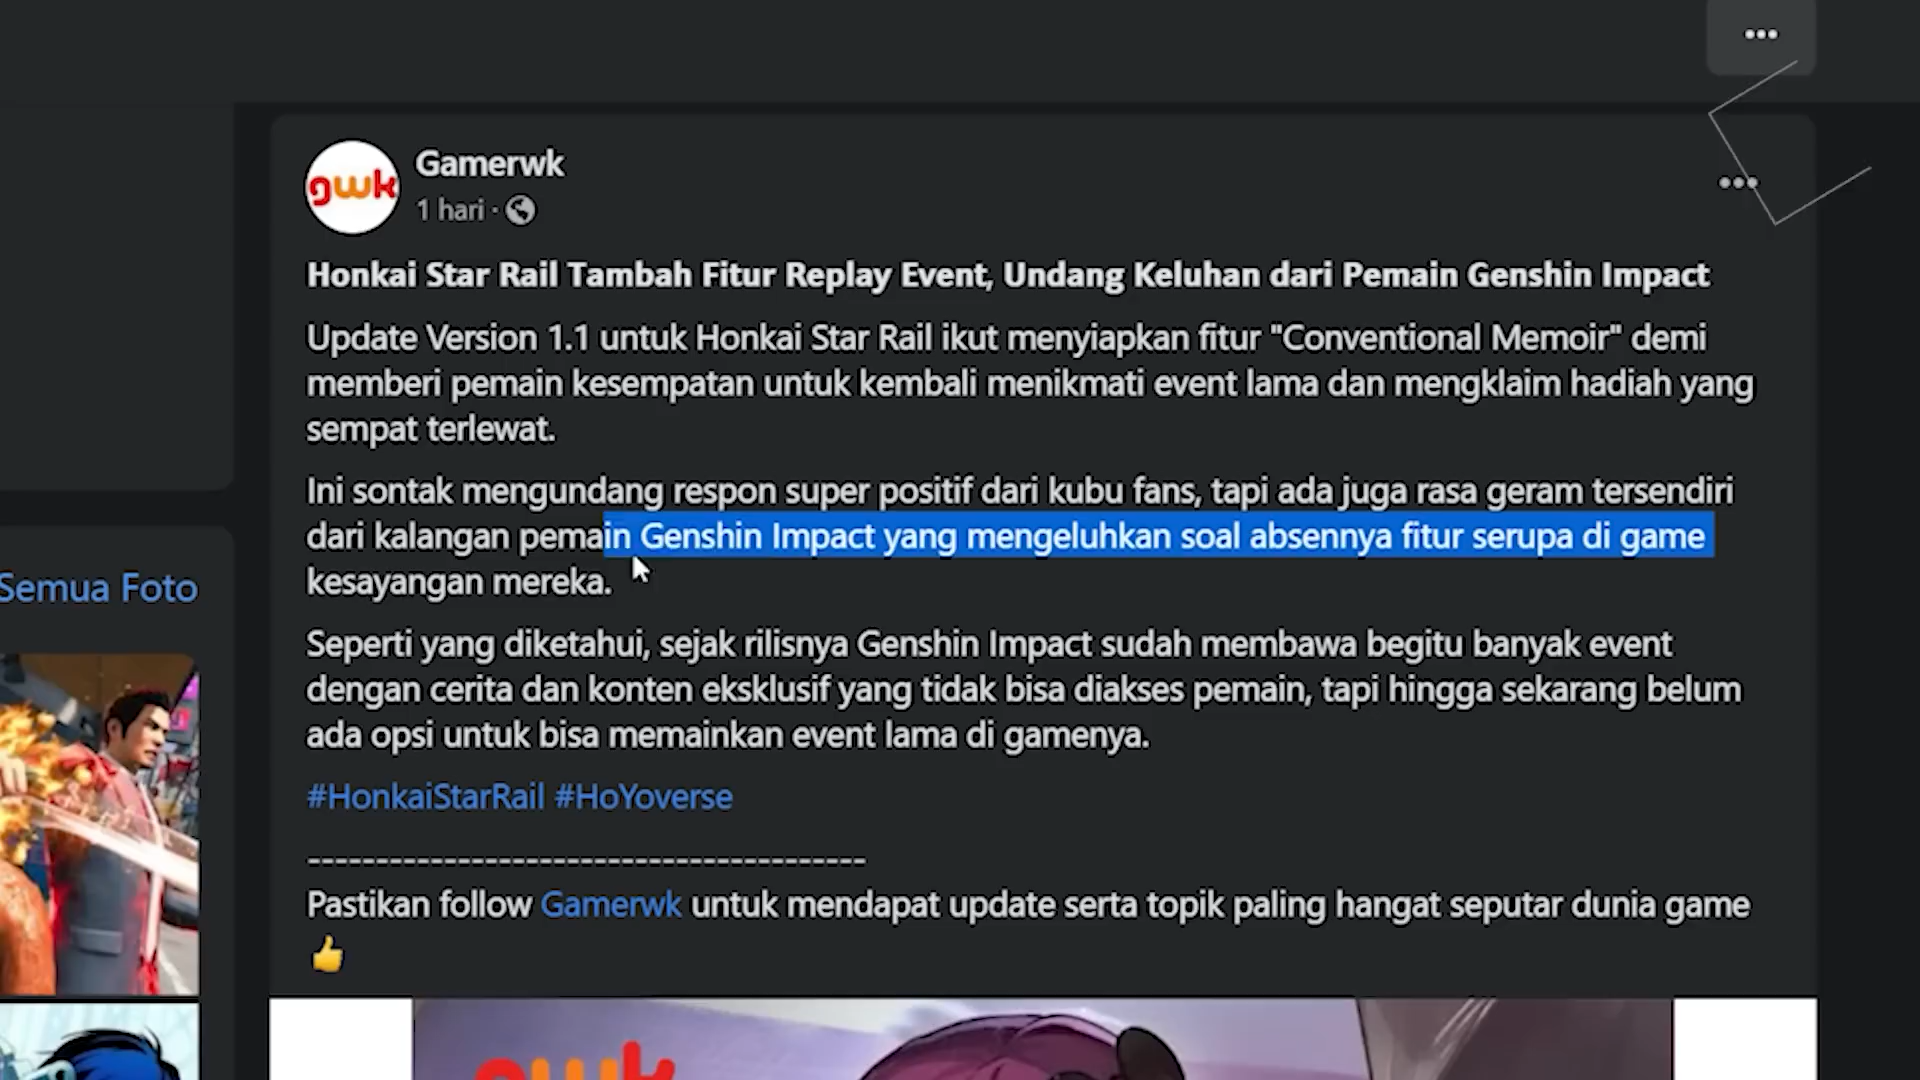 gwk
Gamerwk
1 hari ·
Honkai Star Rail Tambah Fitur Replay Event, Undang Keluhan dari Pemain Genshin Impact
Update Version 1.1 untuk Honkai Star Rail ikut menyiapkan fitur "Conventional Memoir" demi
memberi pemain kesempatan untuk kembali menikmati event lama dan mengklaim hadiah yang
sempat terlewat.
Ini sontak mengundang respon super positif dari kubu fans, tapi ada juga rasa geram tersendiri
dari kalangan pemain Genshin Impact yang mengeluhkan soal absennya fitur serupa di game
kesayangan mereka.
Semua Foto
Seperti yang diketahui, sejak rilisnya Genshin Impact sudah membawa begitu banyak event
dengan cerita dan konten eksklusif yang tidak bisa diakses pemain, tapi hingga sekarang belum
ada opsi untuk bisa memainkan event lama di gamenya.
#HonkaiStarRail #HoYoverse
-----------------------------------------
Pastikan follow Gamerwk untuk mendapat update serta topik paling hangat seputar dunia game
👍
gwk